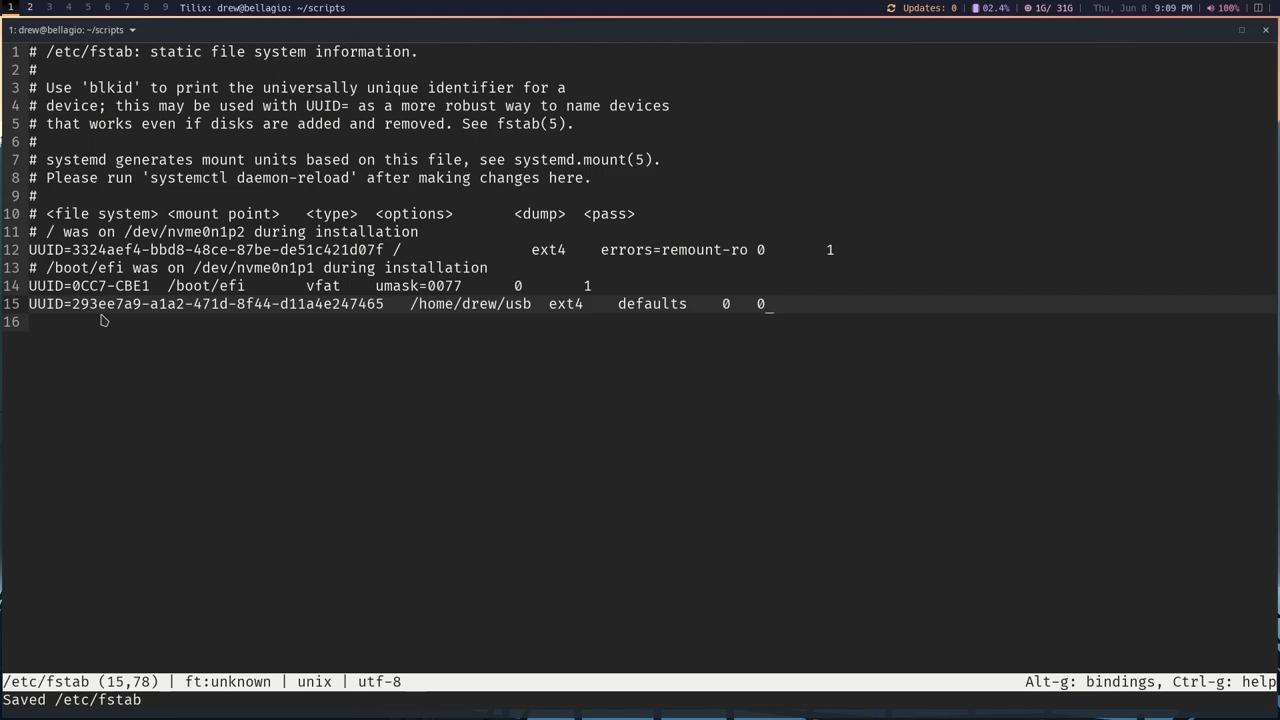 1 2 3 4 5 6 7 8 9 Tilix: drew@bellagio: ~/scripts Updates: 0 02.4% 1G/ 31G Thu, Jun 8 9:09 PM 100%
1: drew@bellagio: ~/scripts
1 # /etc/fstab: static file system information.
2 #
3 # Use 'blkid' to print the universally unique identifier for a
4 # device; this may be used with UUID= as a more robust way to name devices
5 # that works even if disks are added and removed. See fstab(5).
6 #
7 # systemd generates mount units based on this file, see systemd.mount(5).
8 # Please run 'systemctl daemon-reload' after making changes here.
9 #
10 # <file system> <mount point> <type> <options> <dump> <pass>
11 # / was on /dev/nvme0n1p2 during installation
12 UUID=3324aef4-bbd8-48ce-87be-de51c421d07f / ext4 errors=remount-ro 0 1
13 # /boot/efi was on /dev/nvme0n1p1 during installation
14 UUID=0CC7-CBE1 /boot/efi vfat umask=0077 0 1
15 UUID=293ee7a9-a1a2-471d-8f44-d11a4e247465 /home/drew/usb ext4 defaults 0 0_
16
/etc/fstab (15,78) | ft:unknown | unix | utf-8 Alt-g: bindings, Ctrl-g: help
Saved /etc/fstab